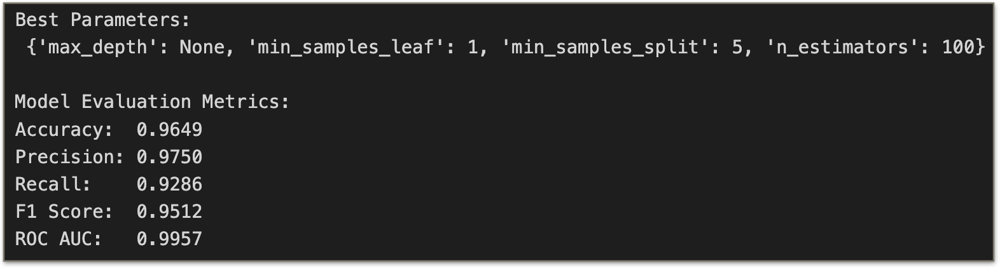 Best Parameters:
{'max_depth': None, 'min_samples_leaf': 1, 'min_samples_split': 5, 'n_estimators': 100}
Model Evaluation Metrics:
Accuracy: 0.9649
Precision: 0.9750
Recall: 0.9286
F1 Score: 0.9512
ROC AUC: 0.9957